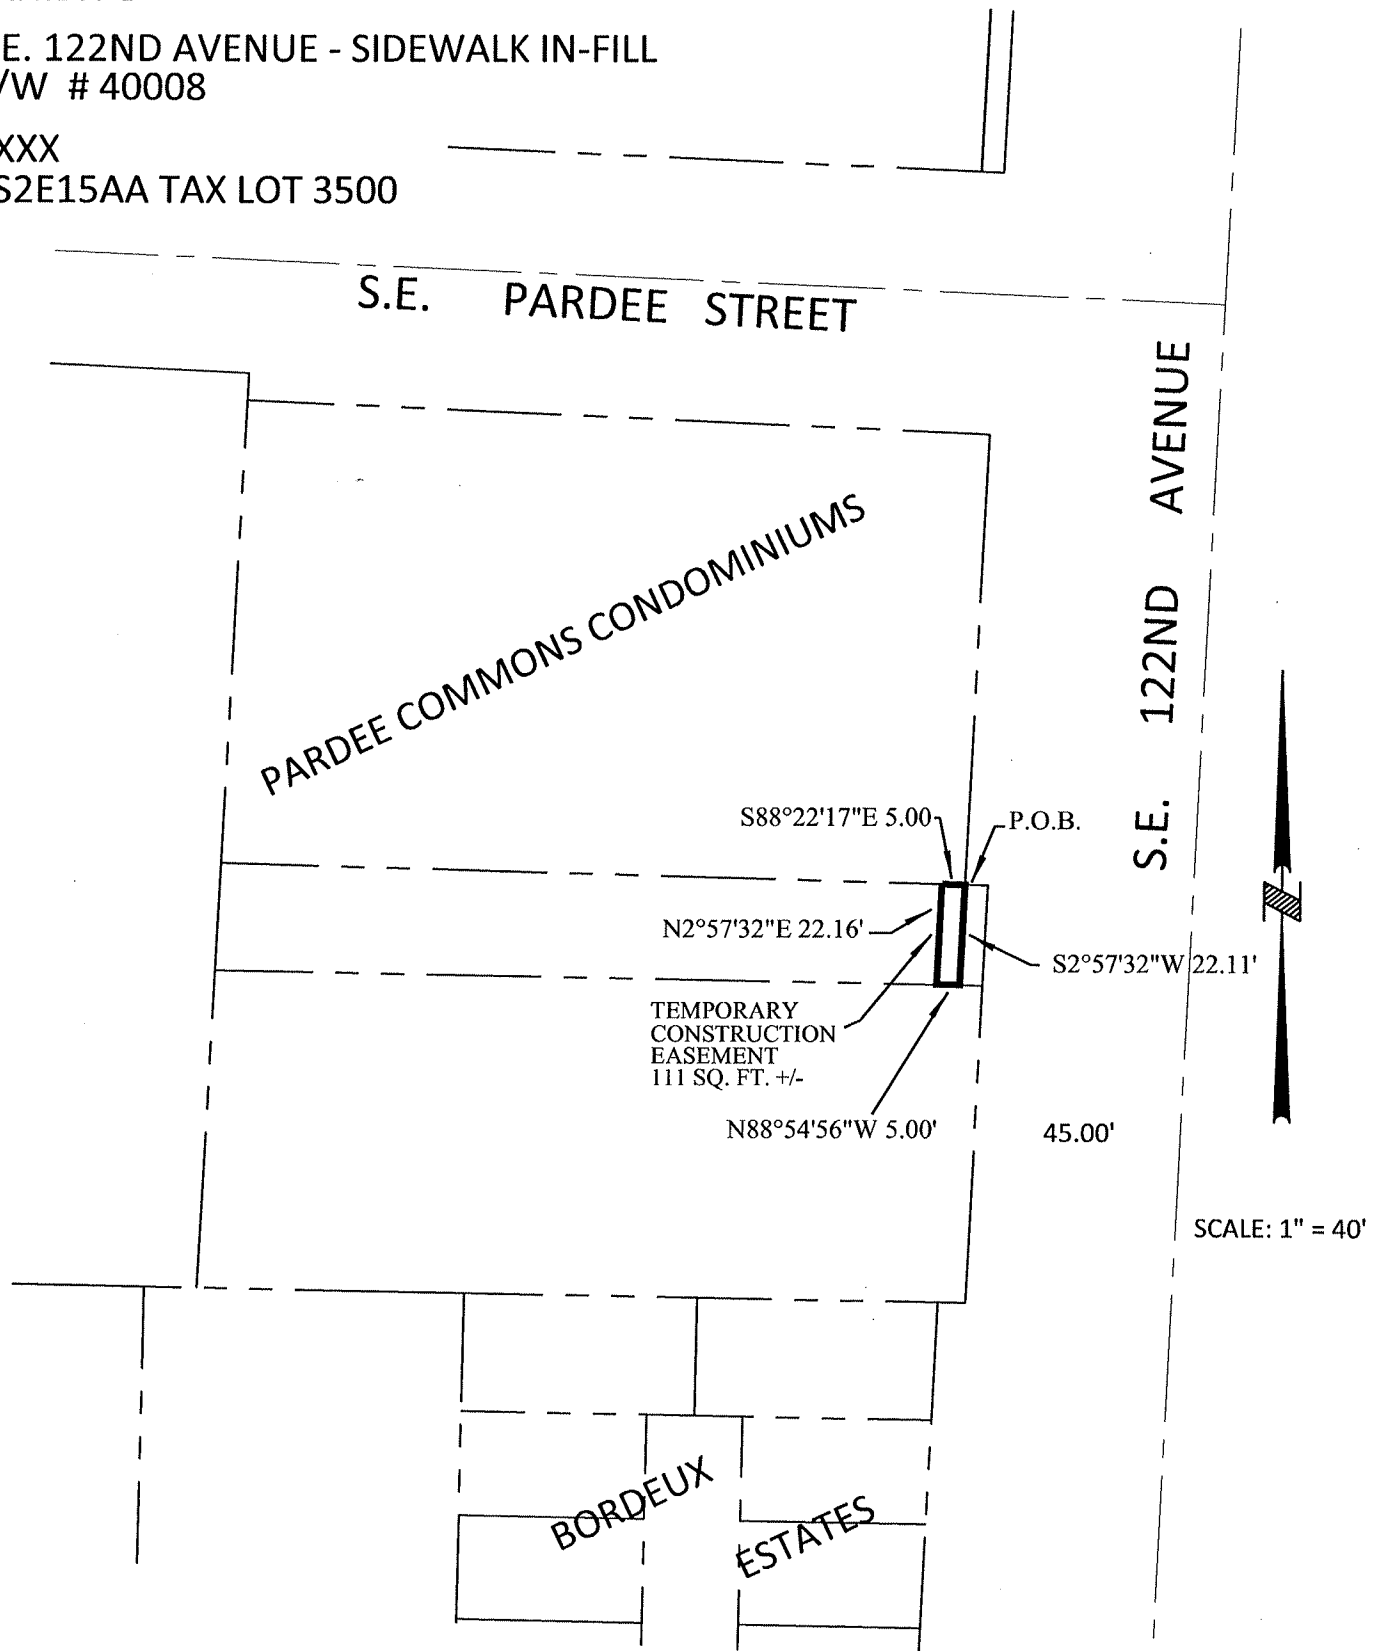 E. 122ND AVENUE - SIDEWALK IN-FILL
/W # 40008
XXX
S2E15AA TAX LOT 3500
S.E. PARDEE STREET
S.E. 122ND AVENUE
PARDEE COMMONS CONDOMINIUMS
S88°22'17"E 5.00
P.O.B.
N2°57'32"E 22.16'
S2°57'32"W 22.11'
TEMPORARY
CONSTRUCTION
EASEMENT
111 SQ. FT. +/-
N88°54'56"W 5.00'
45.00'
SCALE: 1" = 40'
BORDEUX
ESTATES